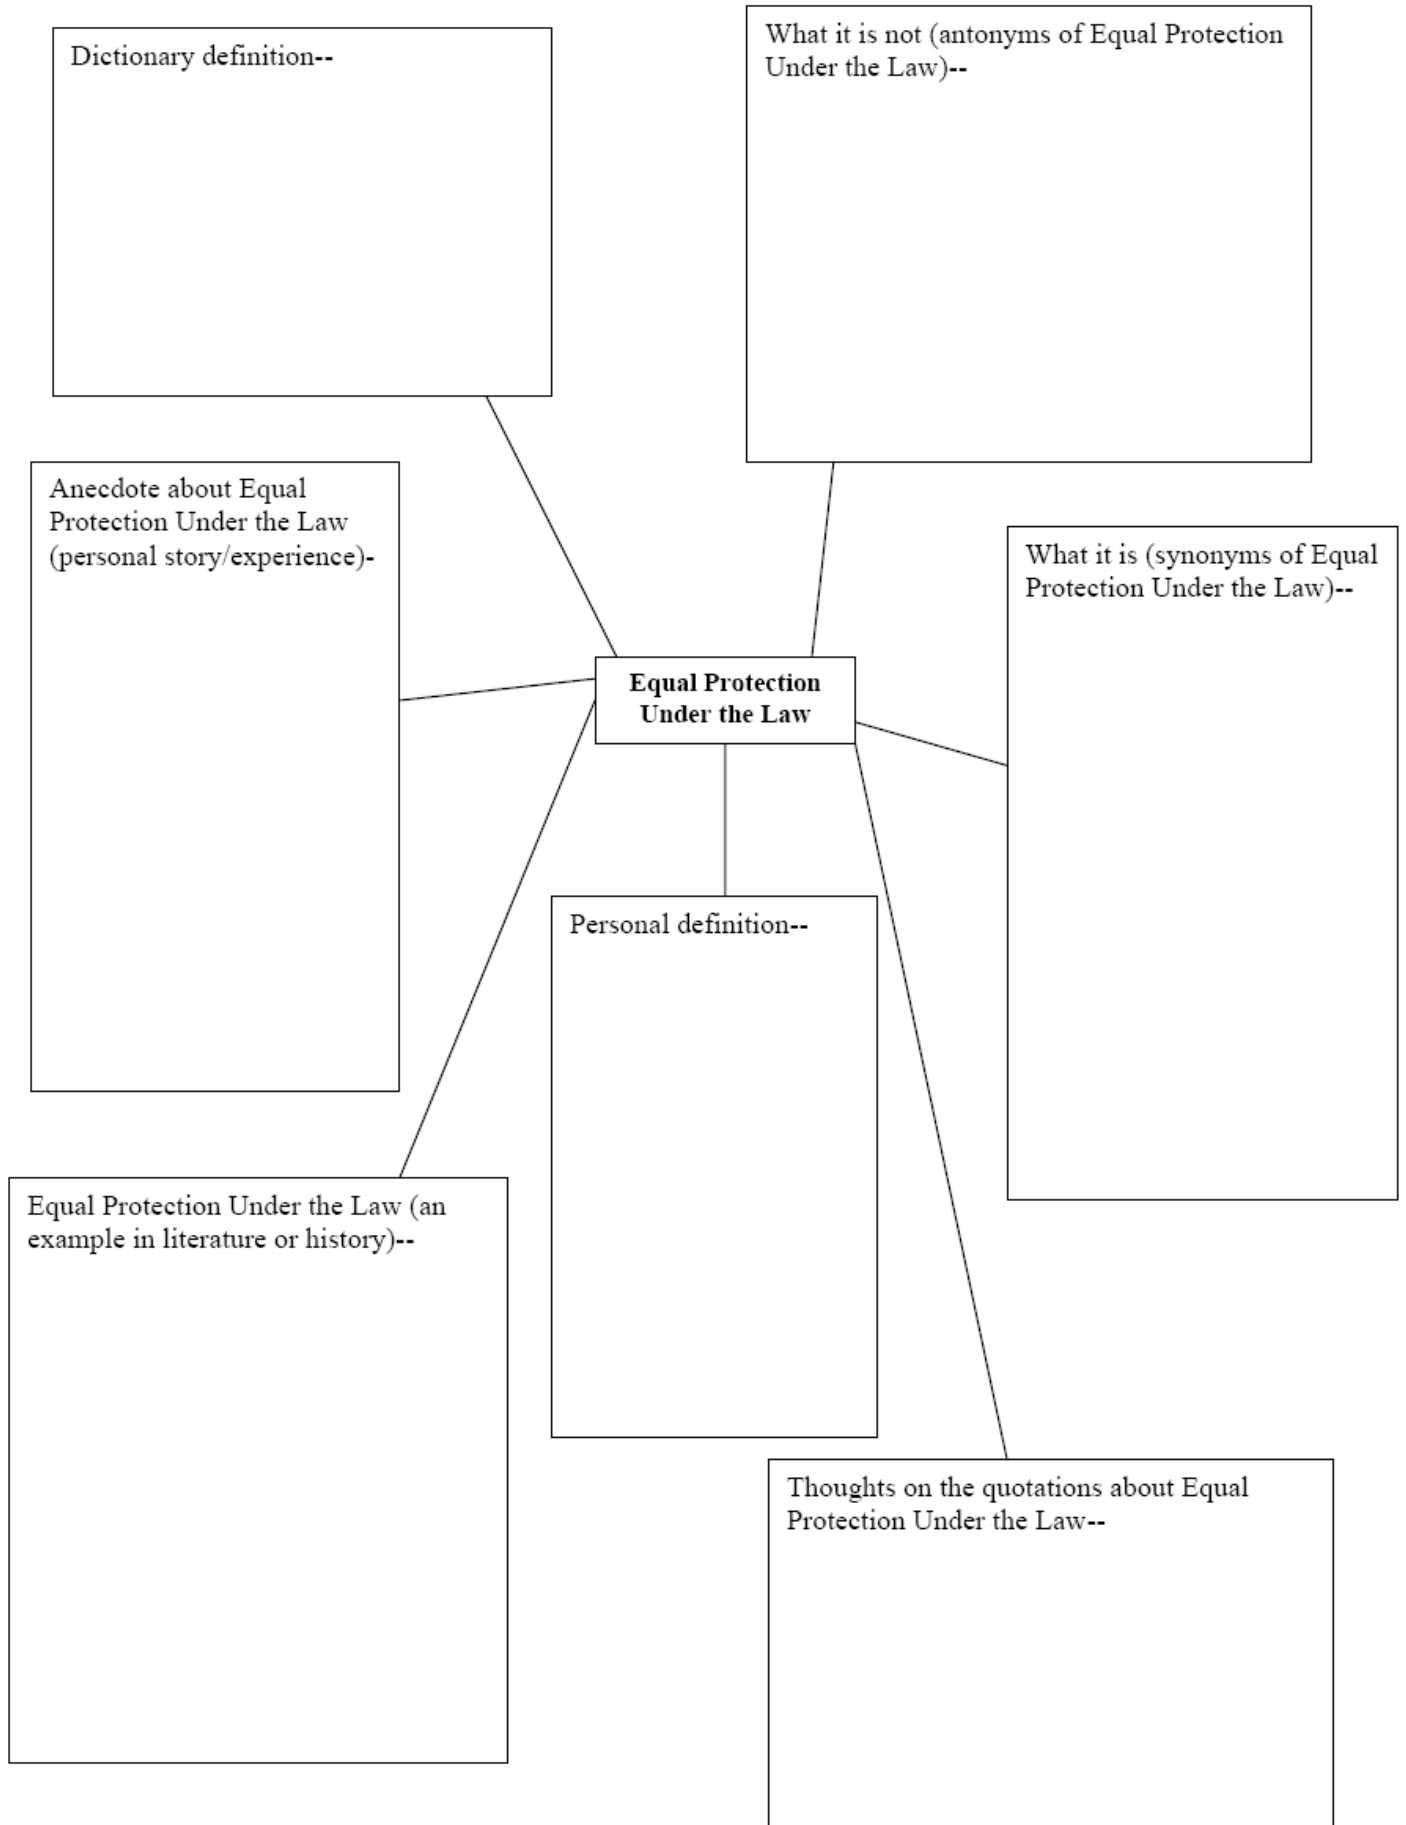 Dictionary definition--
What it is not (antonyms of Equal Protection
Under the Law)--
Anecdote about Equal
Protection Under the Law
(personal story/experience)-
What it is (synonyms of Equal
Protection Under the Law)--
Equal Protection
Under the Law
Personal definition--
Equal Protection Under the Law (an
example in literature or history)--
Thoughts on the quotations about Equal
Protection Under the Law--